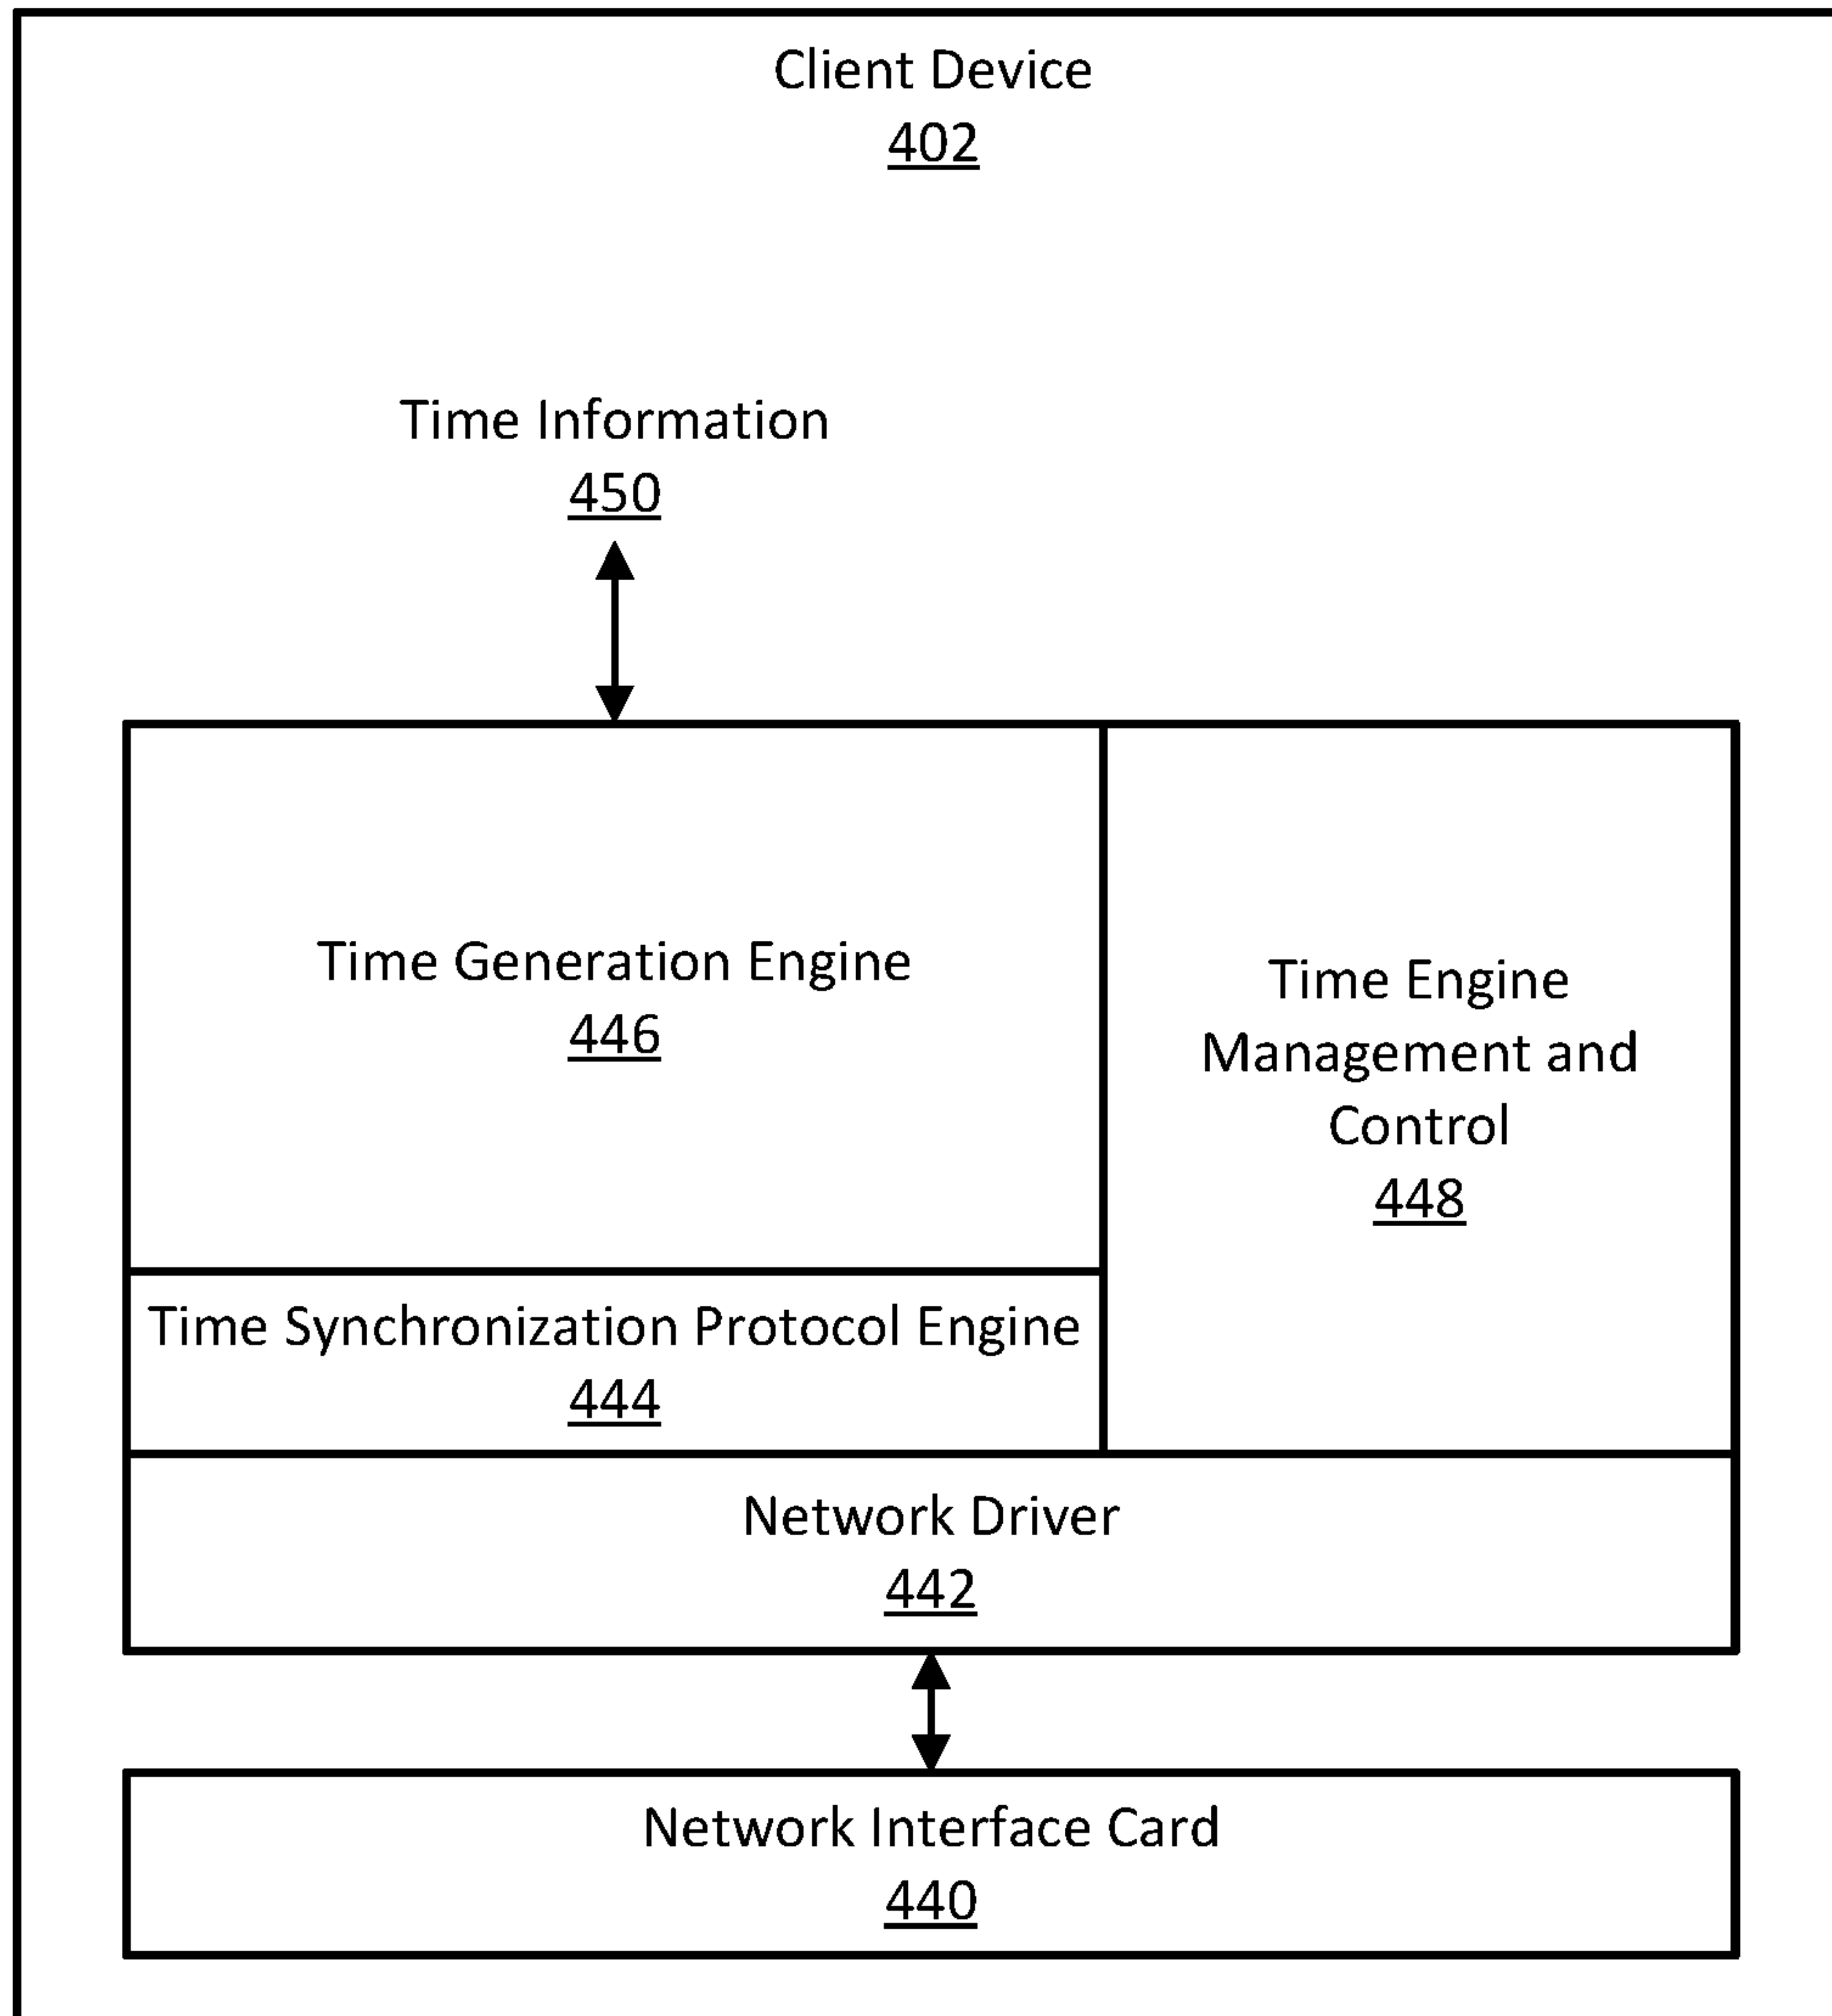 Client Device
402
Time Information
450
Time Generation Engine
446
Time Engine
Management and
Control
448
Time Synchronization Protocol Engine
444
Network Driver
442
Network Interface Card
440